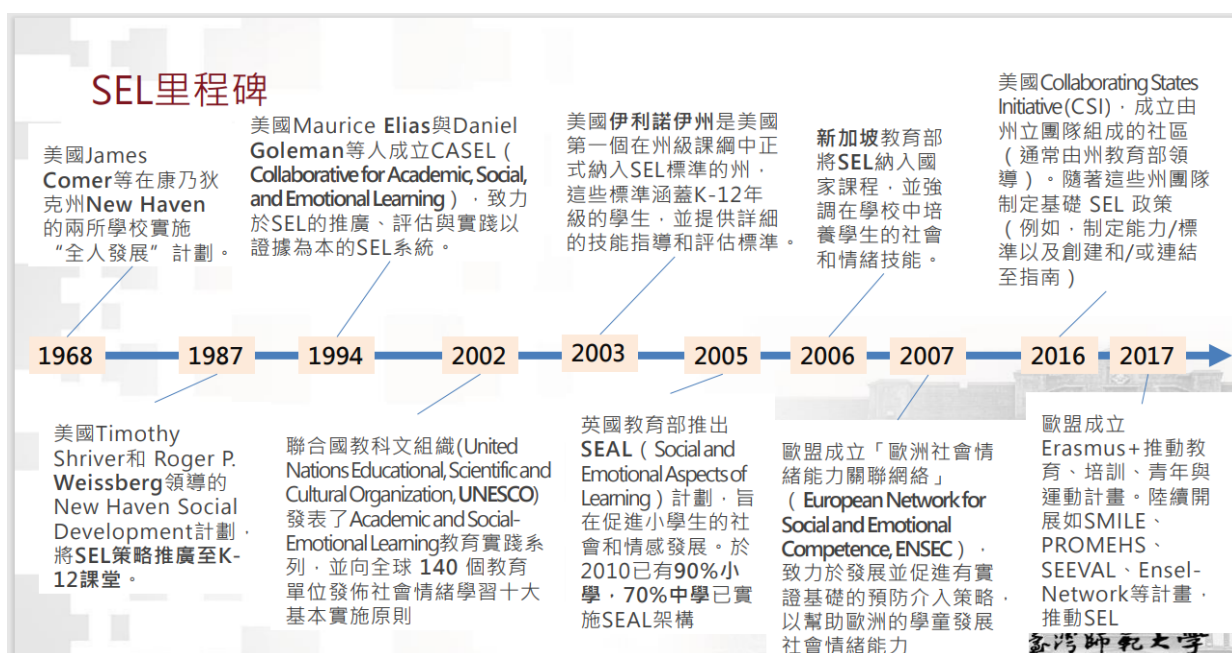 SEL里程碑
美國James
Comer等在康乃狄
克州New Haven
的兩所學校實施
“全人發展”計劃。
美國Maurice Elias與Daniel
Goleman等人成立CASEL（
Collaborative for Academic, Social,
and Emotional Learning），致力
於SEL的推廣、評估與實踐以
證據為本的SEL系統。
美國伊利諾伊州是美國
第一個在州級課綱中正
式納入SEL標準的州，
這些標準涵蓋K-12年
級的學生，並提供詳細
的技能指導和評估標準。
新加坡教育部
將SEL納入國
家課程，並強
調在學校中培
養學生的社會
和情緒技能。
美國Collaborating States
Initiative(CSI)，成立由
州立團隊組成的社區
（通常由州教育部領
導）。隨著這些州團隊
制定基礎 SEL 政策
（例如，制定能力/標
準以及創建和/或連結
至指南）
1968
1987
1994
2002
2003
2005
2006
2007
2016
2017
美國Timothy
Shriver和 Roger P.
Weissberg領導的
New Haven Social
Development計劃，
將SEL策略推廣至K-
12課堂。
聯合國教科文組織(United
Nations Educational, Scientific and
Cultural Organization, UNESCO)
發表了Academic and Social-
Emotional Learning教育實踐系
列，並向全球 140 個教育
單位發佈社會情緒學習十大
基本實施原則
英國教育部推出
SEAL（Social and
Emotional Aspects of
Learning）計劃，旨
在促進小學生的社
會和情感發展。於
2010已有90%小
學，70%中學已實
施SEAL架構
歐盟成立「歐洲社會情
緒能力關聯網絡」
（European Network for
Social and Emotional
Competence, ENSEC），
致力於發展並促進有實
證基礎的預防介入策略，
以幫助歐洲的學童發展
社會情緒能力
歐盟成立
Erasmus+推動教
育、培訓、青年與
運動計畫。陸續開
展如SMILE、
PROMEHS、
SEEVAL、Ensel-
Network等計畫，
推動SEL
臺灣師範大學